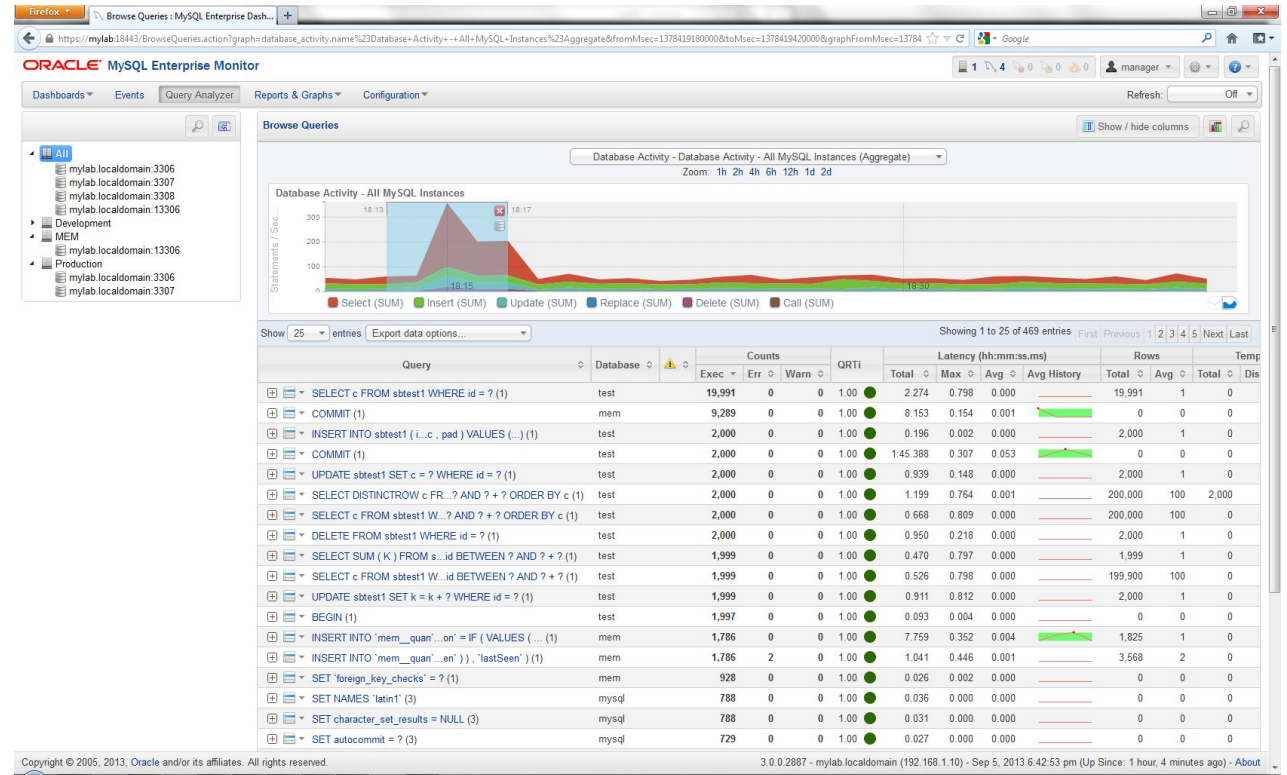 Firefox
Browse Queries : MySQL Enterprise Dash...
https://mylab:18443/BrowseQueries.action?graph=database_activity.name%23Database+Activity+-+All+MySQL+Instances%23Aggregate&fromMsec=1378419180000&toMsec=1378419420000&graphFromMsec=13784
Google
ORACLE MySQL Enterprise Monitor
1 4 0 0 0 manager
Dashboards Events Query Analyzer Reports & Graphs Configuration Refresh: Off
Browse Queries Show / hide columns
All
mylab.localdomain:3306
mylab.localdomain:3307
mylab.localdomain:3308
mylab.localdomain:13306
Development
MEM
mylab.localdomain:13306
Production
mylab.localdomain:3306
mylab.localdomain:3307
Database Activity - Database Activity - All MySQL Instances (Aggregate)
Zoom: 1h 2h 4h 6h 12h 1d 2d
Database Activity - All MySQL Instances
18:13 18:17
Statements / Sec...
300
200
100
0
18:15 18:30
Select (SUM) Insert (SUM) Update (SUM) Replace (SUM) Delete (SUM) Call (SUM)
Show 25 entries Export data options... Showing 1 to 25 of 469 entries First Previous 1 2 3 4 5 Next Last
Query Database Counts QRTi Latency (hh:mm:ss.ms) Rows Temp
Exec Err Warn Total Max Avg Avg History Total Avg Total Dis
SELECT c FROM sbtest1 WHERE id = ? (1) test 19,991 0 0 1.00 2.274 0.798 0.000 19,991 1 0
COMMIT (1) mem 9,289 0 0 1.00 8.153 0.154 0.001 0 0 0
INSERT INTO sbtest1 ( i...c , pad ) VALUES (...) (1) test 2,000 0 0 1.00 0.196 0.002 0.000 2,000 1 0
COMMIT (1) test 2,000 0 0 1.00 1:45.388 0.307 0.053 0 0 0
UPDATE sbtest1 SET c = ? WHERE id = ? (1) test 2,000 0 0 1.00 0.939 0.148 0.000 2,000 1 0
SELECT DISTINCTROW c FR...? AND ? + ? ORDER BY c (1) test 2,000 0 0 1.00 1.199 0.764 0.001 200,000 100 2,000
SELECT c FROM sbtest1 W...? AND ? + ? ORDER BY c (1) test 2,000 0 0 1.00 0.668 0.809 0.000 200,000 100 0
DELETE FROM sbtest1 WHERE id = ? (1) test 2,000 0 0 1.00 0.950 0.218 0.000 2,000 1 0
SELECT SUM ( K ) FROM s...id BETWEEN ? AND ? + ? (1) test 1,999 0 0 1.00 0.470 0.797 0.000 1,999 1 0
SELECT c FROM sbtest1 W...id BETWEEN ? AND ? + ? (1) test 1,999 0 0 1.00 0.526 0.798 0.000 199,900 100 0
UPDATE sbtest1 SET k = k + ? WHERE id = ? (1) test 1,999 0 0 1.00 0.911 0.812 0.000 2,000 1 0
BEGIN (1) test 1,997 0 0 1.00 0.093 0.004 0.000 0 0 0
INSERT INTO `mem__quan`...on` = IF ( VALUES ( ... (1) mem 1,786 0 0 1.00 7.759 0.352 0.004 1,825 1 0
INSERT INTO `mem__quan`...en` ) ) , `lastSeen` ) (1) mem 1,786 2 0 1.00 1.041 0.446 0.001 3,568 2 0
SET `foreign_key_checks` = ? (1) mem 928 0 0 1.00 0.026 0.002 0.000 0 0 0
SET NAMES 'latin1' (3) mysql 788 0 0 1.00 0.036 0.000 0.000 0 0 0
SET character_set_results = NULL (3) mysql 788 0 0 1.00 0.031 0.000 0.000 0 0 0
SET autocommit = ? (3) mysql 729 0 0 1.00 0.027 0.000 0.000 0 0 0
Copyright © 2005, 2013, Oracle and/or its affiliates. All rights reserved. 3.0.0.2887 - mylab.localdomain (192.168.1.10) - Sep 5, 2013 6:42:53 pm (Up Since: 1 hour, 4 minutes ago) - About